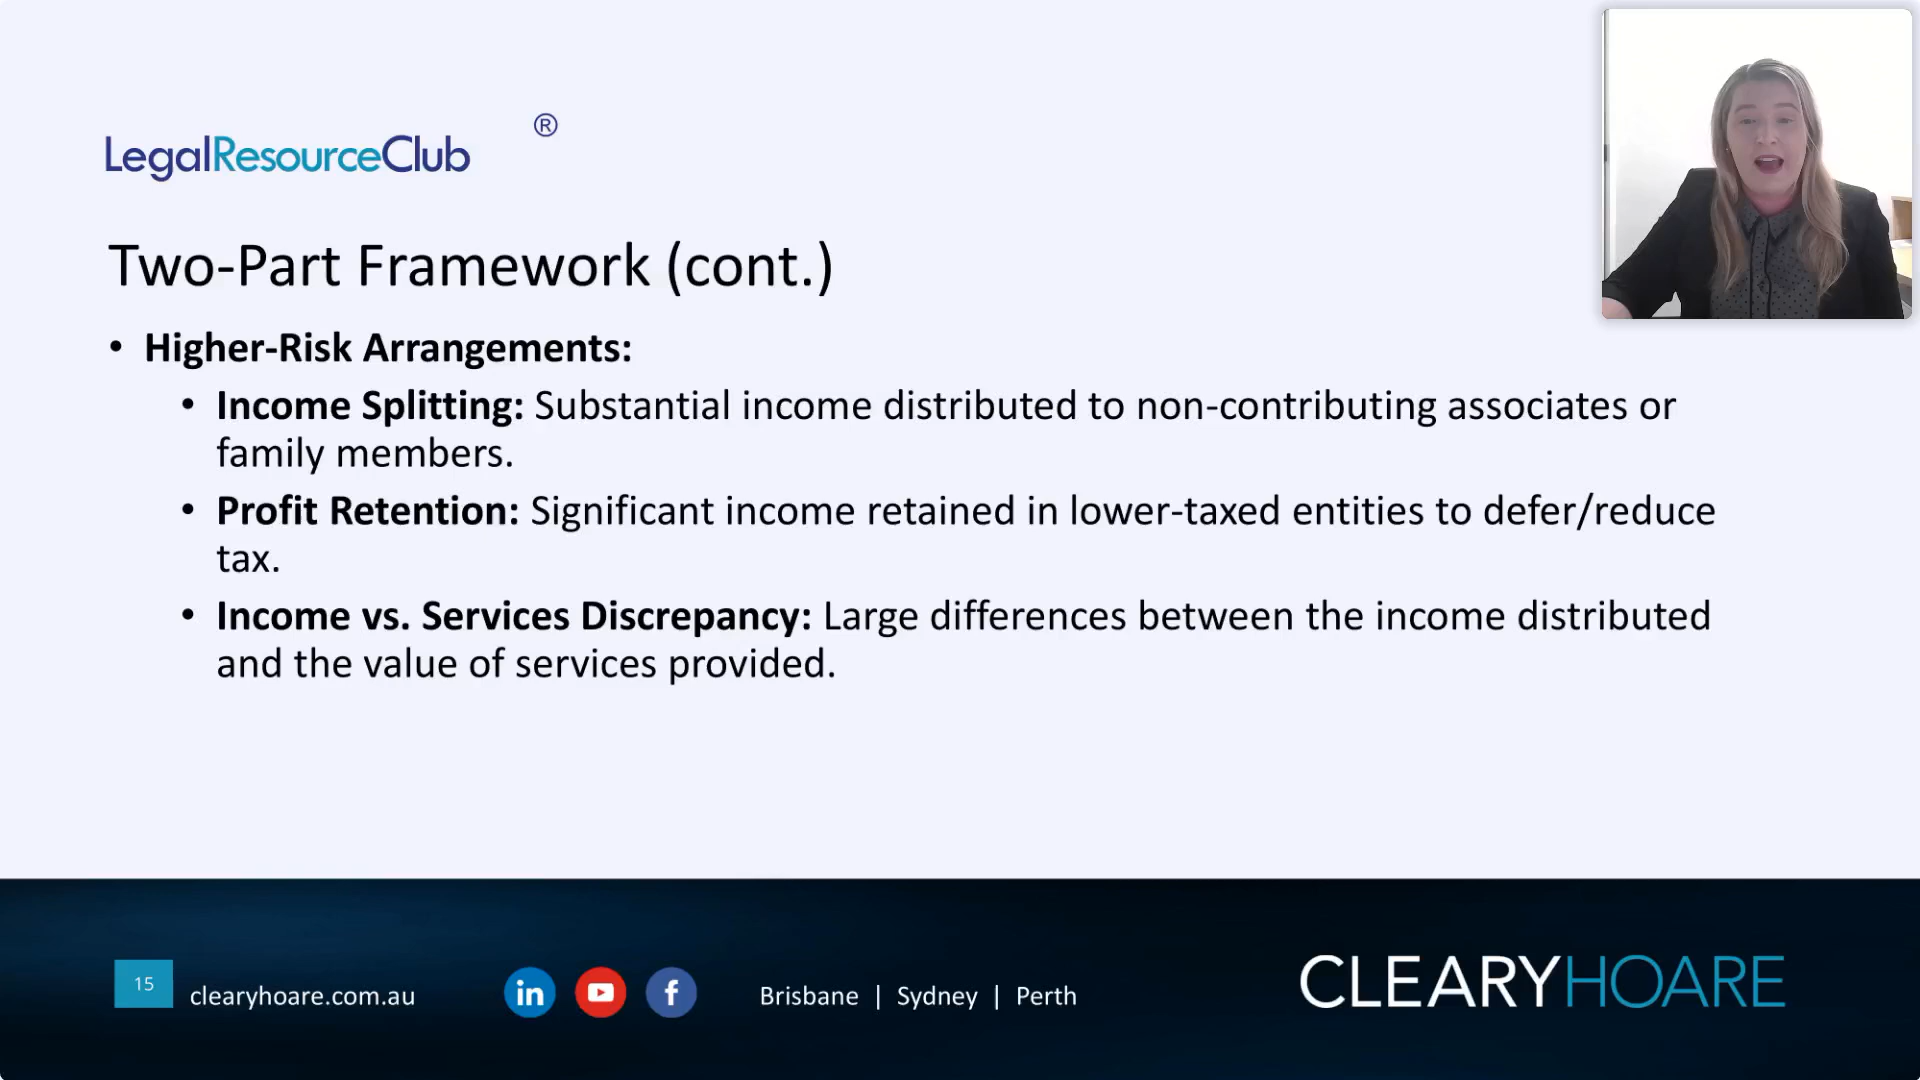 LegalResourceClub ®
Two-Part Framework (cont.)
• Higher-Risk Arrangements:
• Income Splitting: Substantial income distributed to non-contributing associates or
family members.
• Profit Retention: Significant income retained in lower-taxed entities to defer/reduce
tax.
• Income vs. Services Discrepancy: Large differences between the income distributed
and the value of services provided.
15
clearyhoare.com.au
in
f
Brisbane | Sydney | Perth
CLEARYHOARE